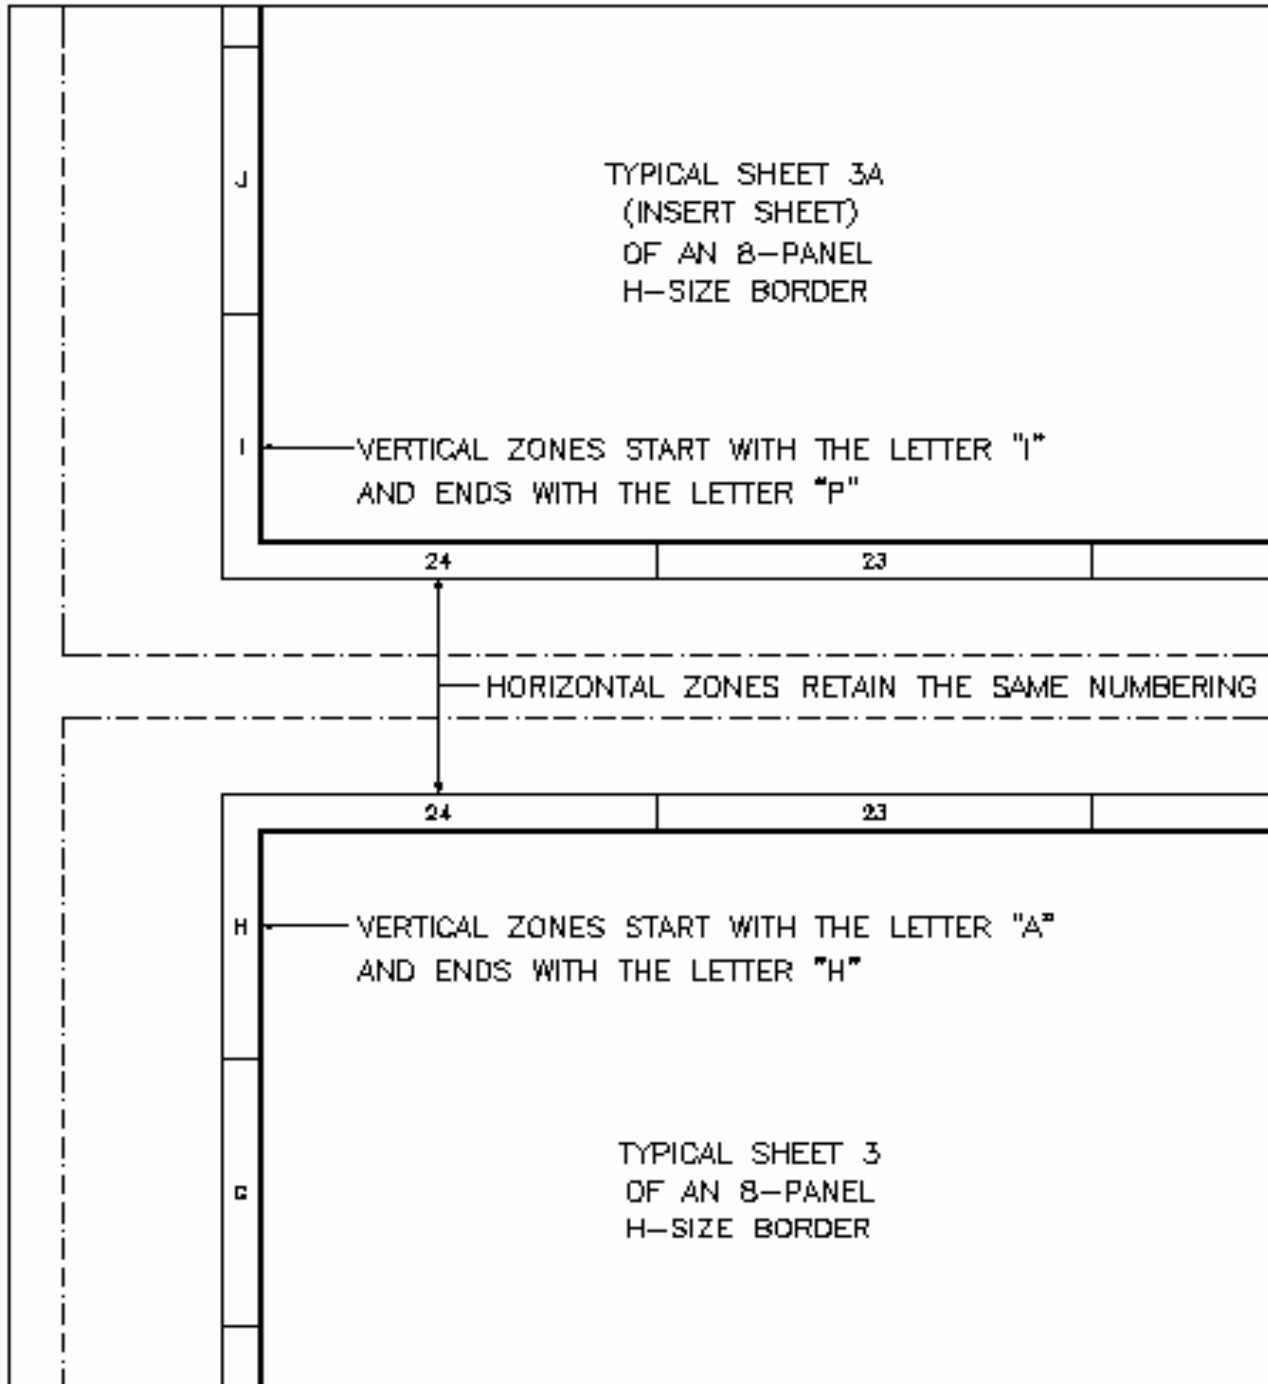 J
TYPICAL SHEET 3A
(INSERT SHEET)
OF AN 8-PANEL
H-SIZE BORDER
I
VERTICAL ZONES START WITH THE LETTER "I"
AND ENDS WITH THE LETTER "P"
24 23
HORIZONTAL ZONES RETAIN THE SAME NUMBERING
24 23
H
VERTICAL ZONES START WITH THE LETTER "A"
AND ENDS WITH THE LETTER "H"
TYPICAL SHEET 3
G
OF AN 8-PANEL
H-SIZE BORDER